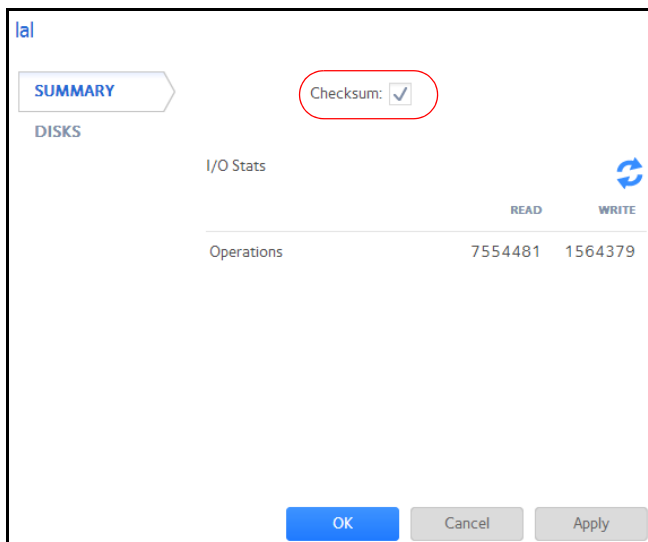 lal
SUMMARY
Checksum:
DISKS
I/O Stats
READ WRITE
Operations 7554481 1564379
OK Cancel Apply